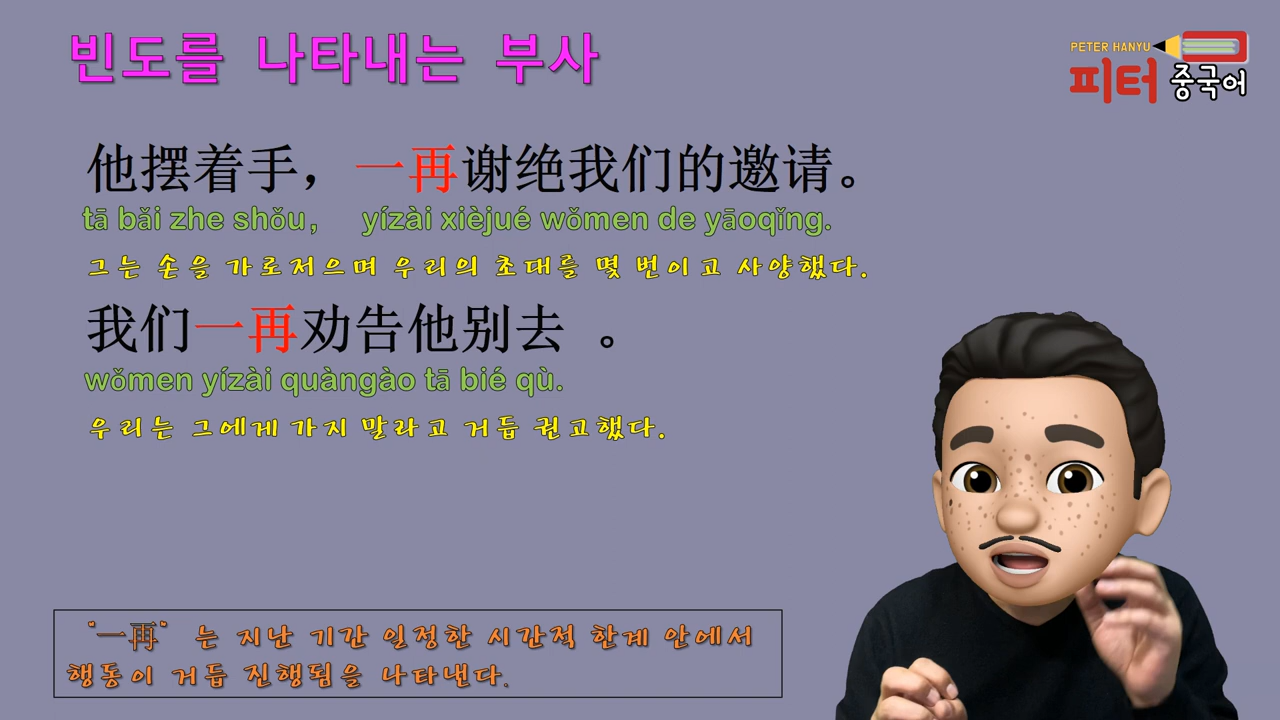 빈도를 나타내는 부사
PETER HANYU
피터 중국어
他摆着手，一再谢绝我们的邀请。
tā bǎi zhe shǒu， yízài xièjué wǒmen de yāoqǐng.
그는 손을 가로저으며 우리의 초대를 몇 번이고 사양했다.
我们一再劝告他别去 。
wǒmen yízài quàngào tā bié qù.
우리는 그에게 가지 말라고 거듭 권고했다.
“一再” 는 지난 기간 일정한 시간적 한계 안에서
행동이 거듭 진행됨을 나타낸다.